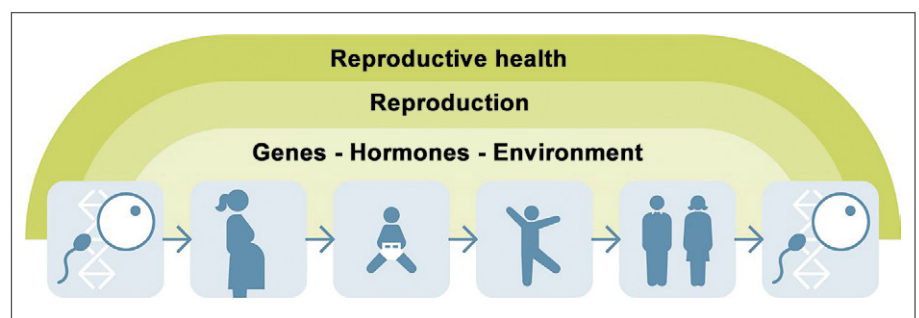 Reproductive health
Reproduction
Genes - Hormones - Environment